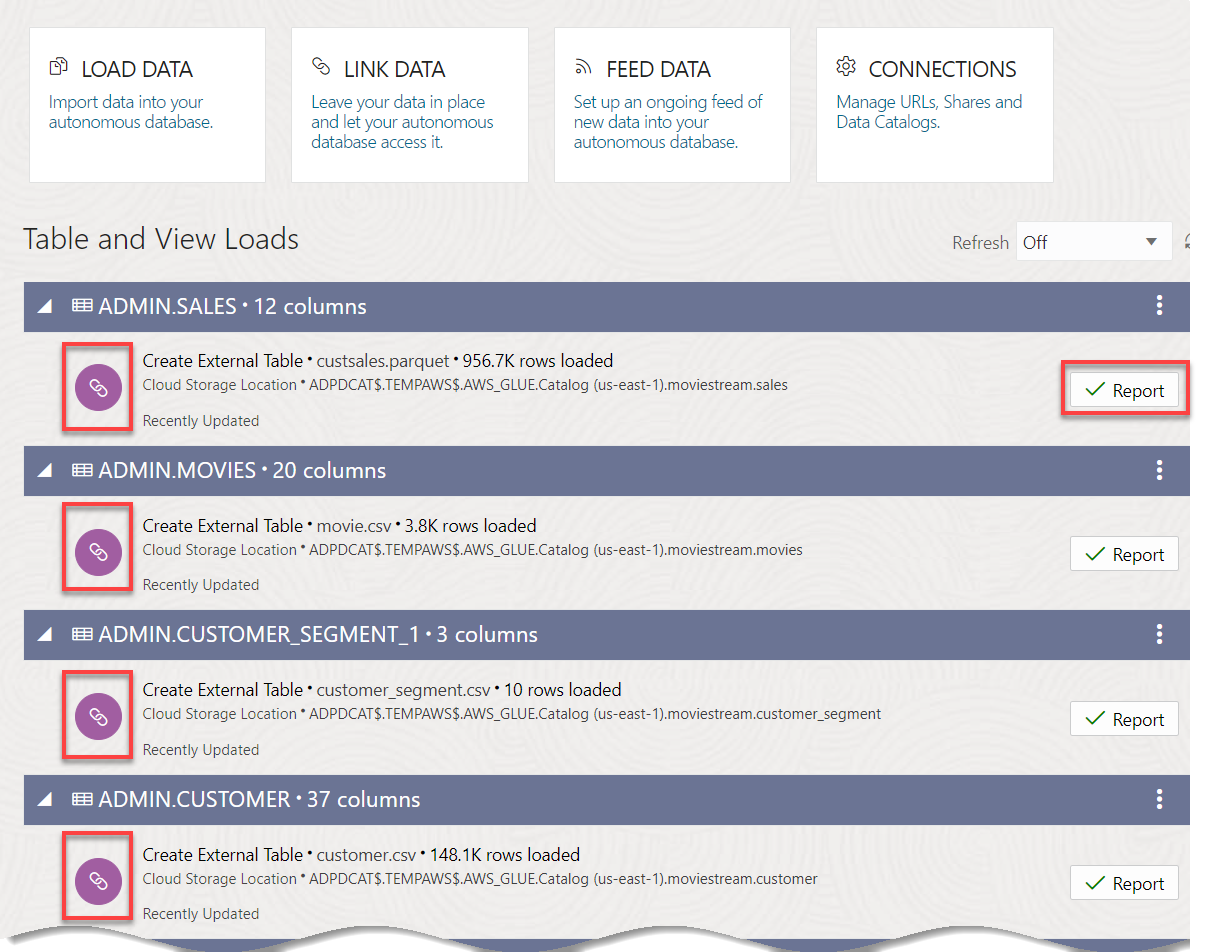 LOAD DATA
Import data into your
autonomous database.
LINK DATA
Leave your data in place
and let your autonomous
database access it.
FEED DATA
Set up an ongoing feed of
new data into your
autonomous database.
CONNECTIONS
Manage URLs, Shares and
Data Catalogs.
Table and View Loads
Refresh Off
ADMIN.SALES • 12 columns
Create External Table • custsales.parquet • 956.7K rows loaded
Cloud Storage Location • ADPDCAT$.TEMPAWS$.AWS_GLUE.Catalog (us-east-1).moviestream.sales
Report
Recently Updated
ADMIN.MOVIES • 20 columns
Create External Table • movie.csv • 3.8K rows loaded
Cloud Storage Location • ADPDCAT$.TEMPAWS$.AWS_GLUE.Catalog (us-east-1).moviestream.movies
Report
Recently Updated
ADMIN.CUSTOMER_SEGMENT_1 • 3 columns
Create External Table • customer_segment.csv • 10 rows loaded
Cloud Storage Location • ADPDCAT$.TEMPAWS$.AWS_GLUE.Catalog (us-east-1).moviestream.customer_segment
Report
Recently Updated
ADMIN.CUSTOMER • 37 columns
Create External Table • customer.csv • 148.1K rows loaded
Cloud Storage Location • ADPDCAT$.TEMPAWS$.AWS_GLUE.Catalog (us-east-1).moviestream.customer
Report
Recently Updated